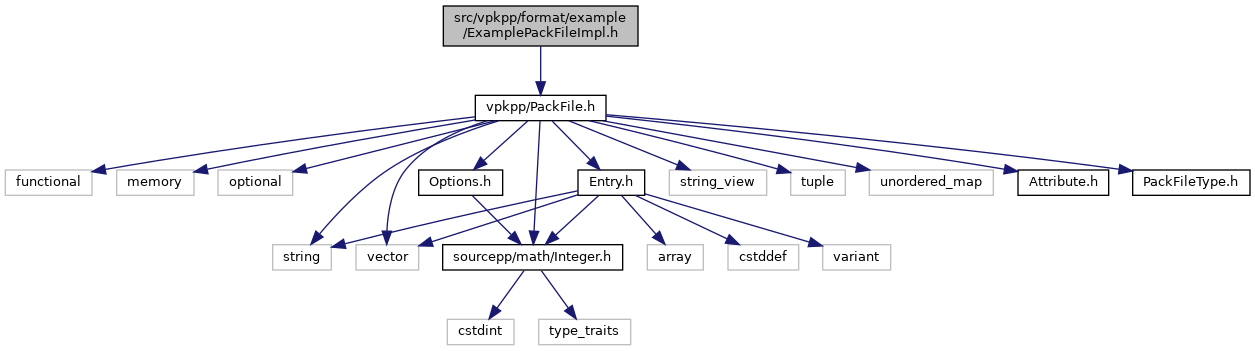 src/vpkpp/format/example
/ExamplePackFileImpl.h
vpkpp/PackFile.h
functional
memory
optional
Options.h
Entry.h
string_view
tuple
unordered_map
Attribute.h
PackFileType.h
string
vector
sourcepp/math/Integer.h
array
cstddef
variant
cstdint
type_traits